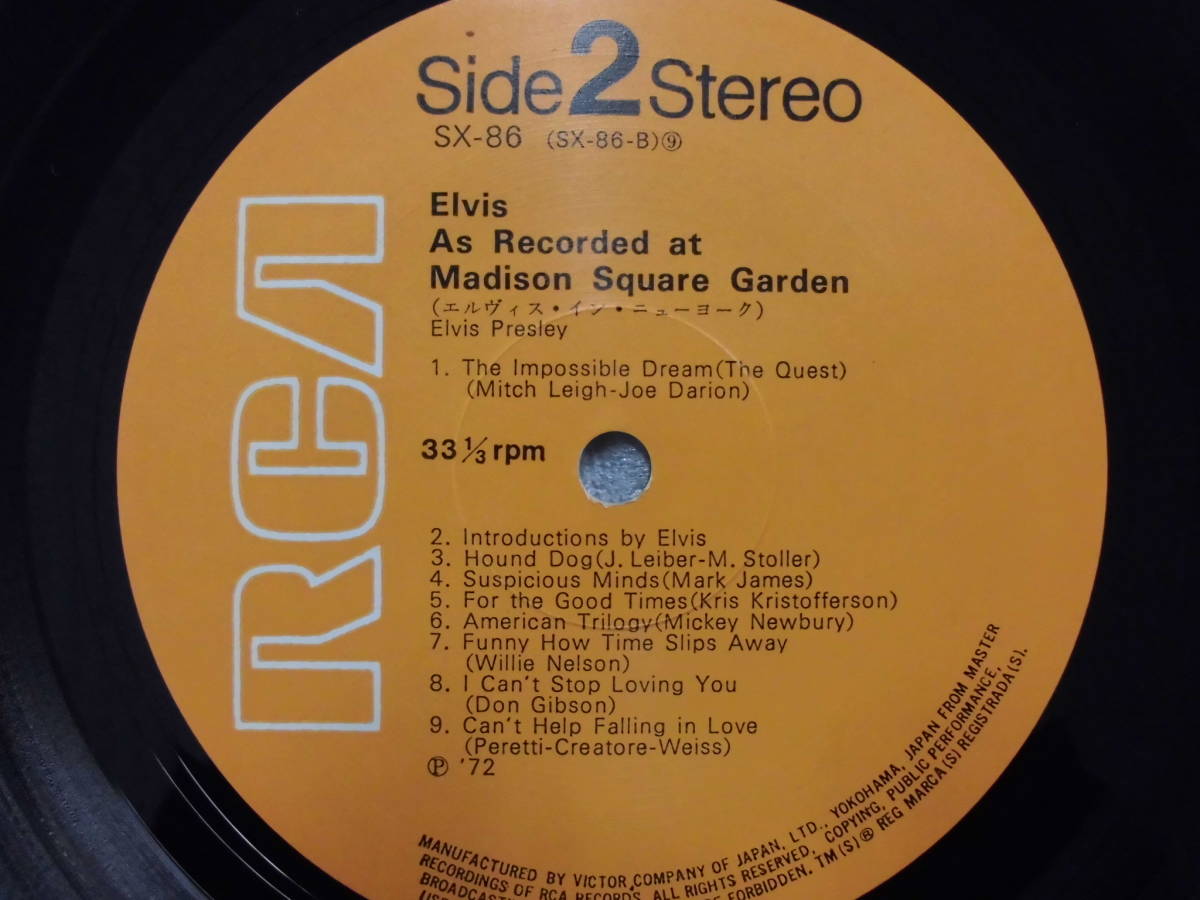 Side 2 Stereo
SX-86 (SX-86-B)⑨
RCA
Elvis
As Recorded at
Madison Square Garden
(エルヴィス・イン・ニューヨーク)
Elvis Presley
1. The Impossible Dream(The Quest)
(Mitch Leigh-Joe Darion)
33 1/3 rpm
2. Introductions by Elvis
3. Hound Dog(J. Leiber-M. Stoller)
4. Suspicious Minds(Mark James)
5. For the Good Times(Kris Kristofferson)
6. American Trilogy(Mickey Newbury)
7. Funny How Time Slips Away
(Willie Nelson)
8. I Can't Stop Loving You
(Don Gibson)
9. Can't Help Falling in Love
(Peretti-Creatore-Weiss)
Ⓟ '72
MANUFACTURED BY VICTOR COMPANY OF JAPAN, LTD., YOKOHAMA, JAPAN FROM MASTER
RECORDINGS OF RCA RECORDS. ALL RIGHTS RESERVED. COPYING, PUBLIC PERFORMANCE,
FORBIDDEN. TM(S)® REG MARCA(S) REGISTRADA(S).